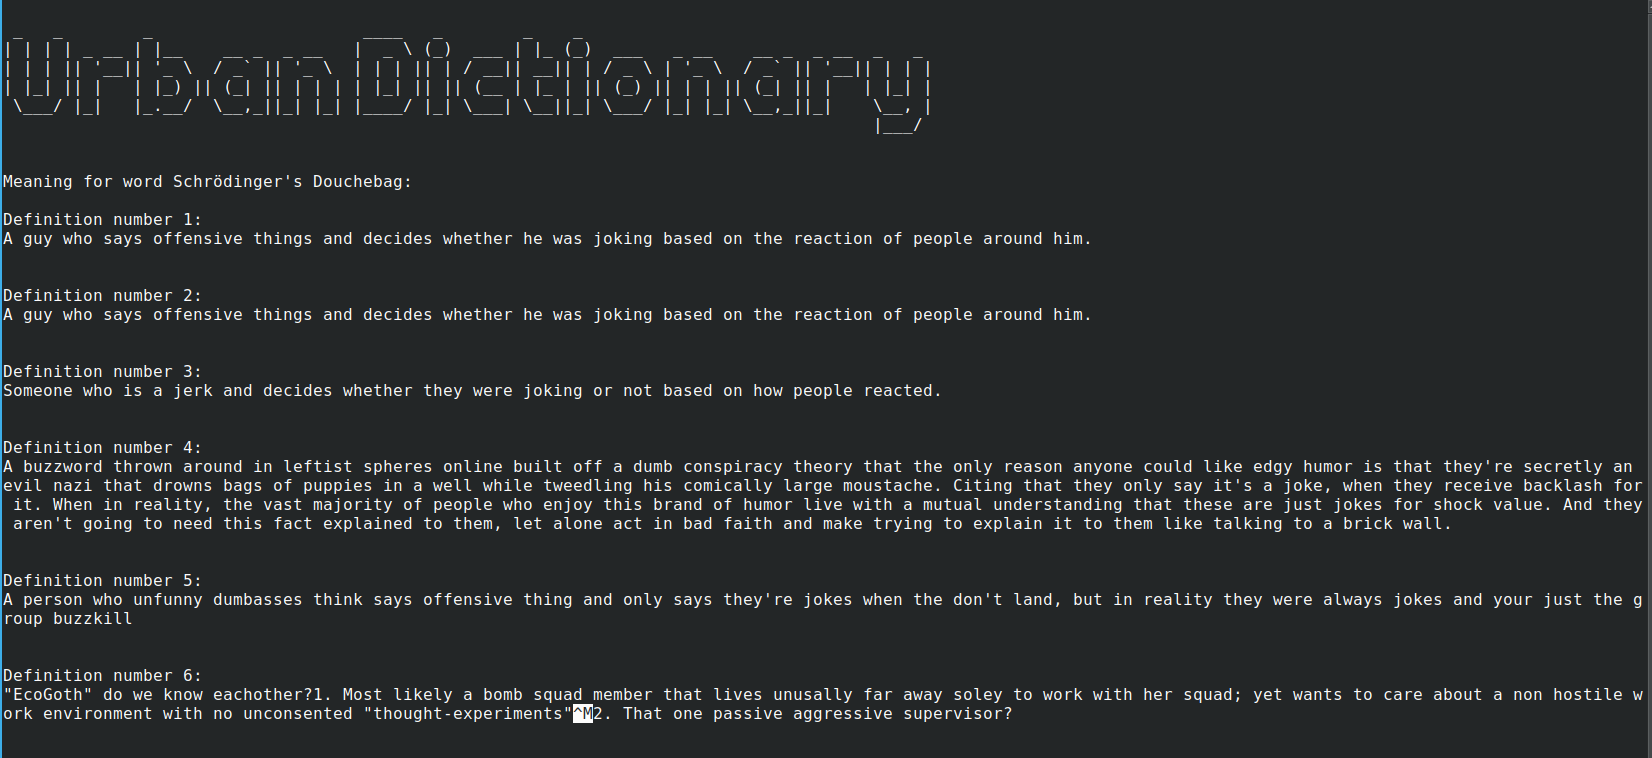 UrbanDictionary
Meaning for word Schrödinger's Douchebag:
Definition number 1:
A guy who says offensive things and decides whether he was joking based on the reaction of people around him.
Definition number 2:
A guy who says offensive things and decides whether he was joking based on the reaction of people around him.
Definition number 3:
Someone who is a jerk and decides whether they were joking or not based on how people reacted.
Definition number 4:
A buzzword thrown around in leftist spheres online built off a dumb conspiracy theory that the only reason anyone could like edgy humor is that they're secretly an
evil nazi that drowns bags of puppies in a well while tweedling his comically large moustache. Citing that they only say it's a joke, when they receive backlash for
it. When in reality, the vast majority of people who enjoy this brand of humor live with a mutual understanding that these are just jokes for shock value. And they
aren't going to need this fact explained to them, let alone act in bad faith and make trying to explain it to them like talking to a brick wall.
Definition number 5:
A person who unfunny dumbasses think says offensive thing and only says they're jokes when the don't land, but in reality they were always jokes and your just the g
roup buzzkill
Definition number 6:
"EcoGoth" do we know eachother?1. Most likely a bomb squad member that lives unusally far away soley to work with her squad; yet wants to care about a non hostile w
ork environment with no unconsented "thought-experiments"^M2. That one passive aggressive supervisor?